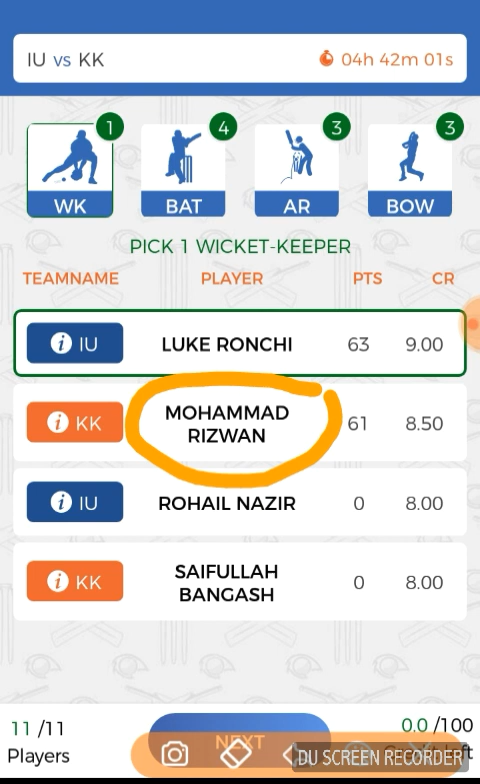 IU vs KK 04h 42m 01s
1 4 3 3
WK BAT AR BOW
PICK 1 WICKET-KEEPER
TEAMNAME PLAYER PTS CR
i IU LUKE RONCHI 63 9.00
i KK MOHAMMAD RIZWAN 61 8.50
i IU ROHAIL NAZIR 0 8.00
i KK SAIFULLAH BANGASH 0 8.00
11 /11 0.0 /100
Players NEXT left
DU SCREEN RECORDER